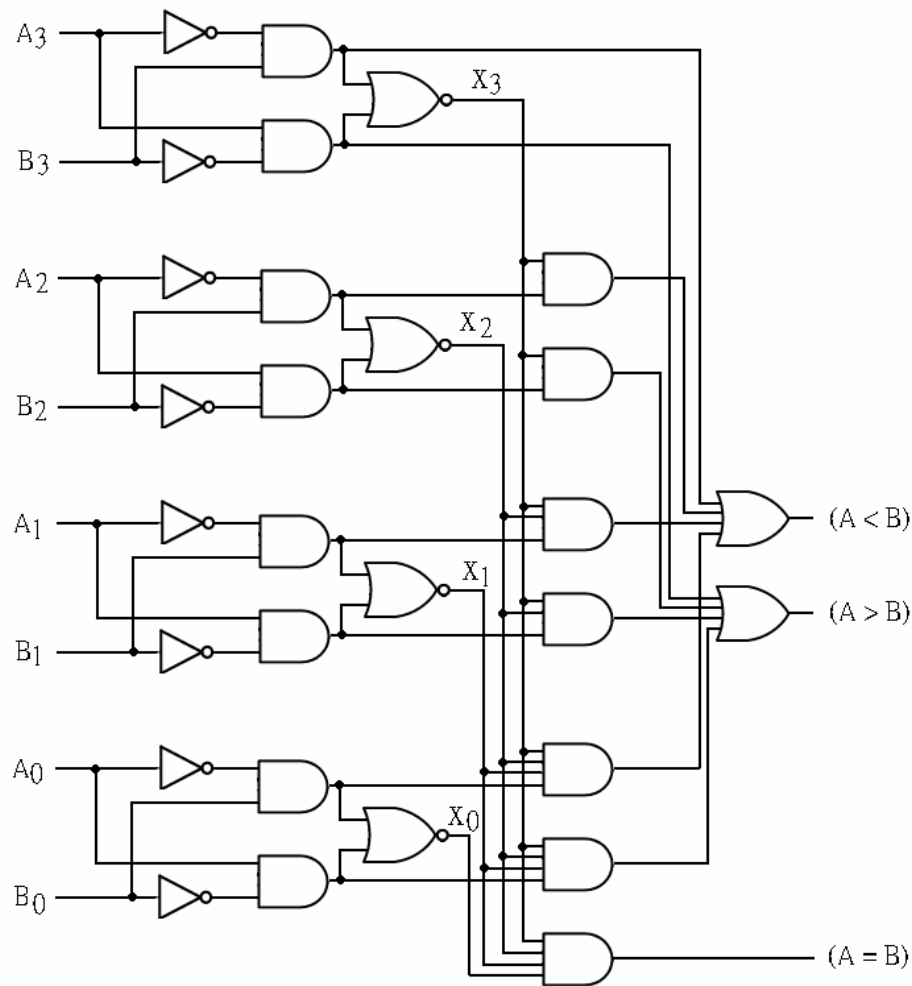 A3
X3
B3
A2
X2
B2
(A < B)
A1
X1
(A > B)
B1
A0
X0
B0
(A = B)